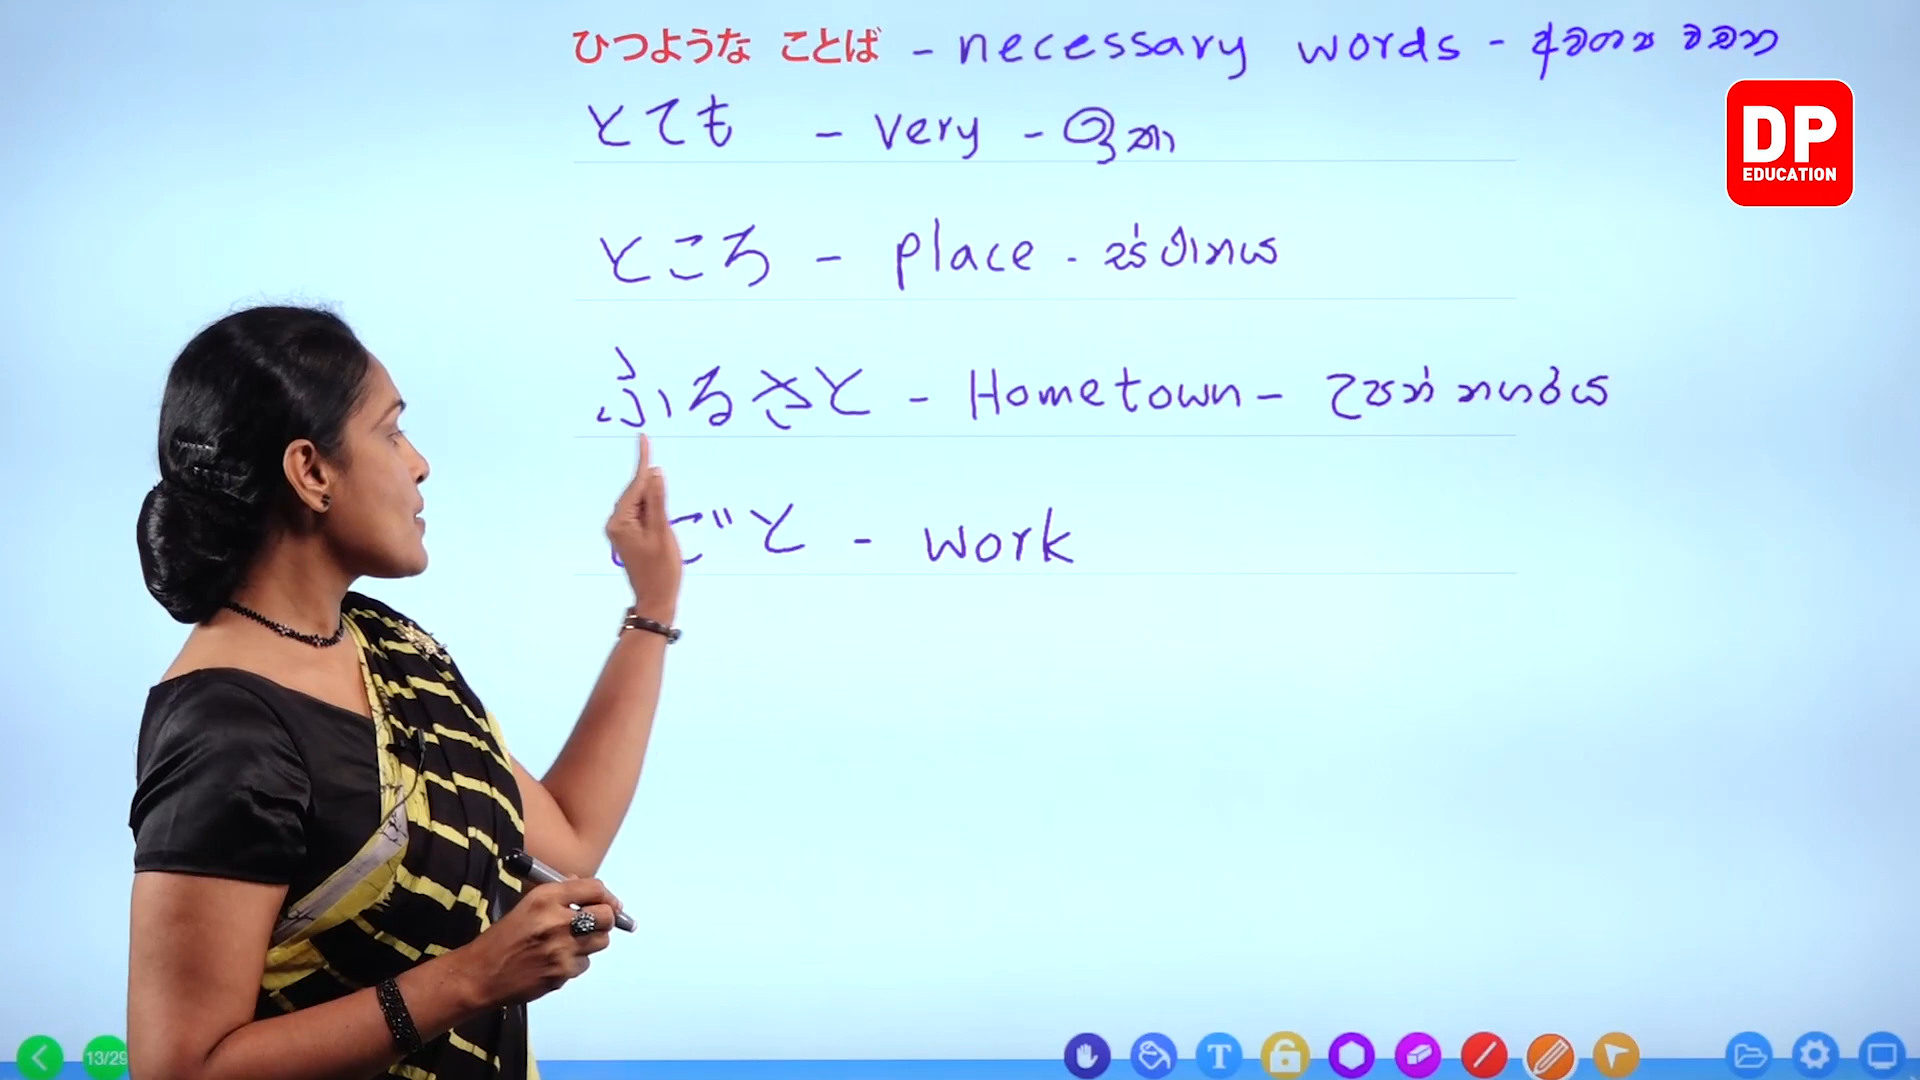 ひつような ことば - necessary words - අවශ්‍ය වචන
DP
EDUCATION
とても - very - ඉතා
ところ - place - ස්ථානය
ふるさと - Hometown - උපන් නගරය
ごと - work
13/29
T